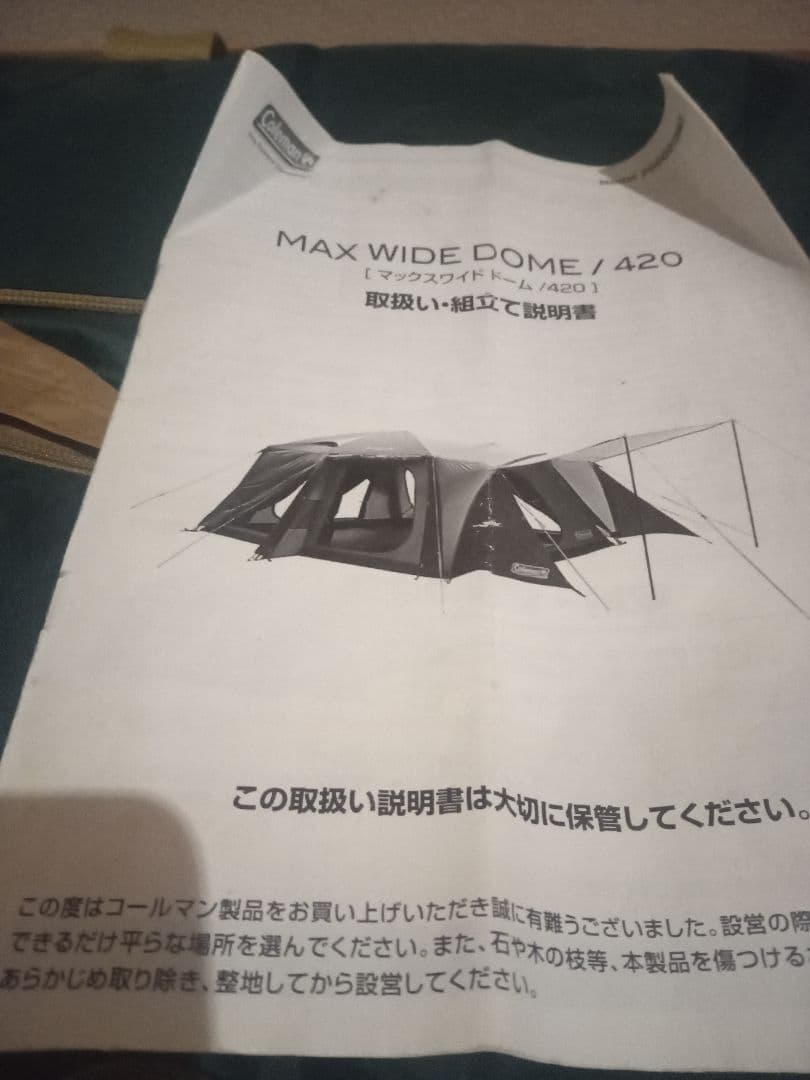 Coleman
MAX WIDE DOME / 420
[ マックスワイド ドーム /420 ]
取扱い・組立て説明書
Coleman
この取扱い説明書は大切に保管してください。
この度はコールマン製品をお買い上げいただき誠に有難うございました。設営の際
できるだけ平らな場所を選んでください。また、石や木の枝等、本製品を傷つける
あらかじめ取り除き、整地してから設営してください。